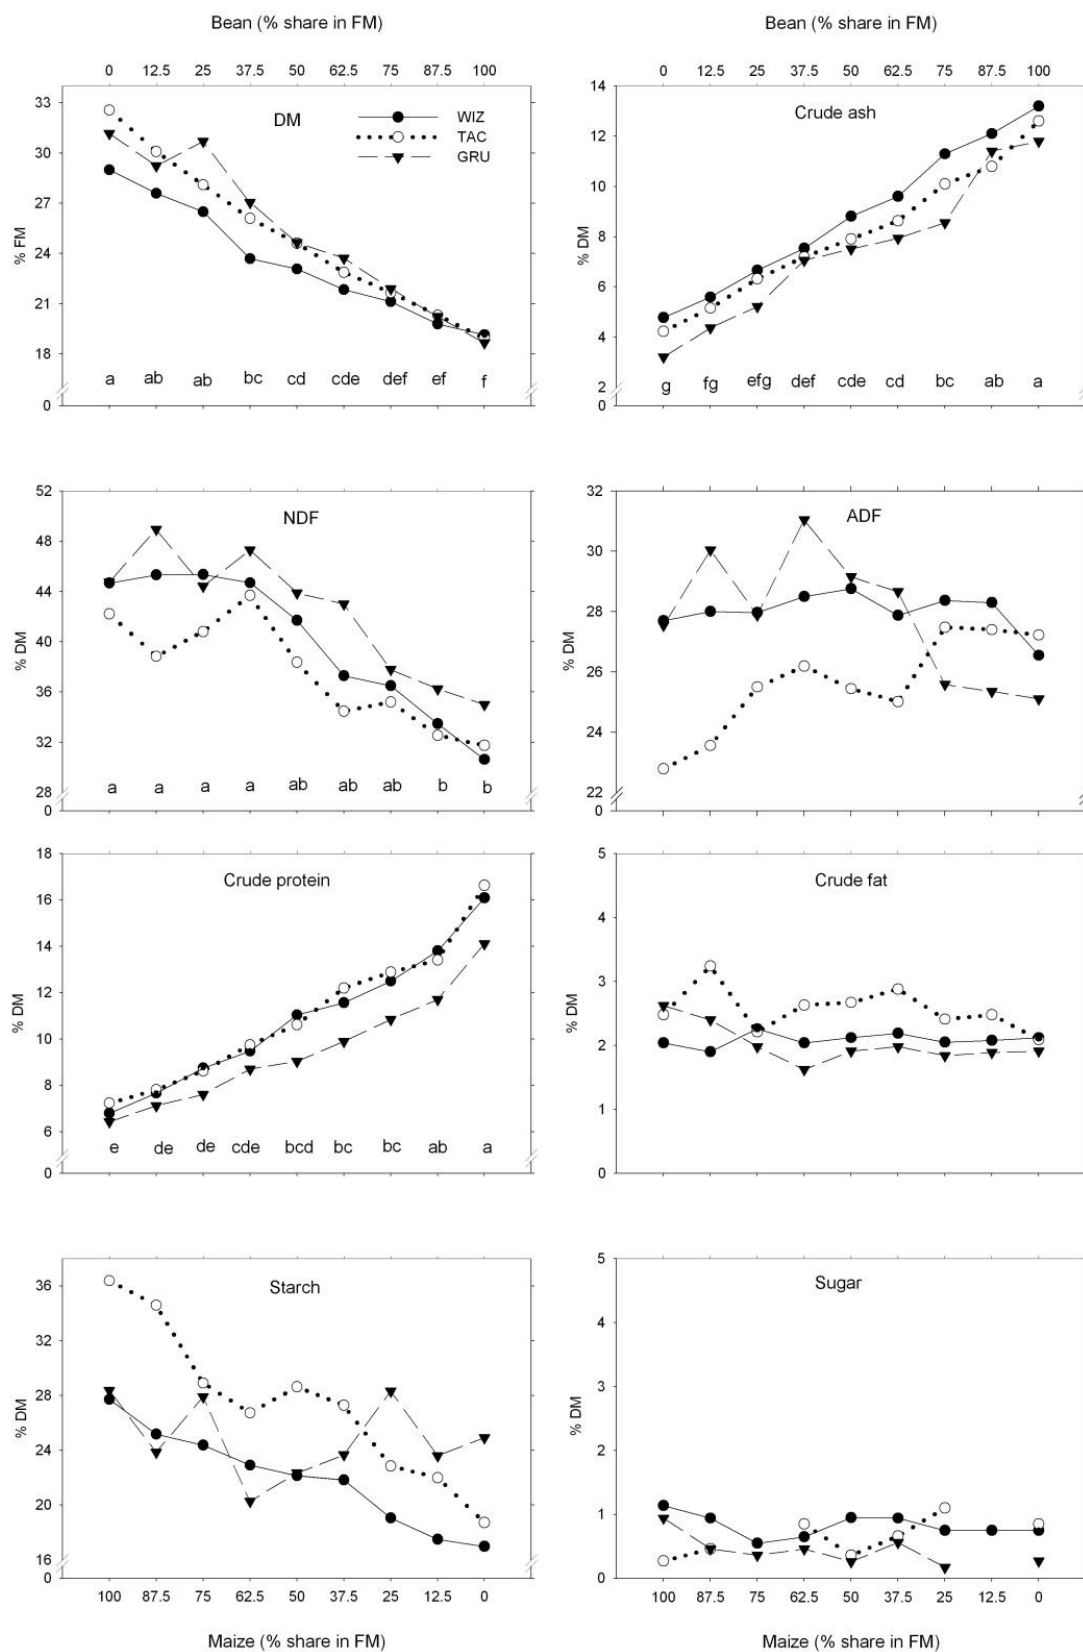 Bean (% share in FM)
0 12.5 25 37.5 50 62.5 75 87.5 100
DM
WIZ
TAC
GRU
% FM
33
30
27
24
21
18
0
a ab ab bc cd cde def ef f
Bean (% share in FM)
0 12.5 25 37.5 50 62.5 75 87.5 100
Crude ash
% DM
14
12
10
8
6
4
2
0
g fg efg def cde cd bc ab a
NDF
% DM
52
48
44
40
36
32
28
0
a a a a ab ab ab b b
ADF
% DM
32
30
28
26
24
22
0
Crude protein
% DM
18
16
14
12
10
8
6
0
e de de cde bcd bc bc ab a
Crude fat
% DM
5
4
3
2
1
0
Starch
% DM
36
32
28
24
20
16
0
100 87.5 75 62.5 50 37.5 25 12.5 0
Maize (% share in FM)
Sugar
% DM
5
4
3
2
1
0
100 87.5 75 62.5 50 37.5 25 12.5 0
Maize (% share in FM)